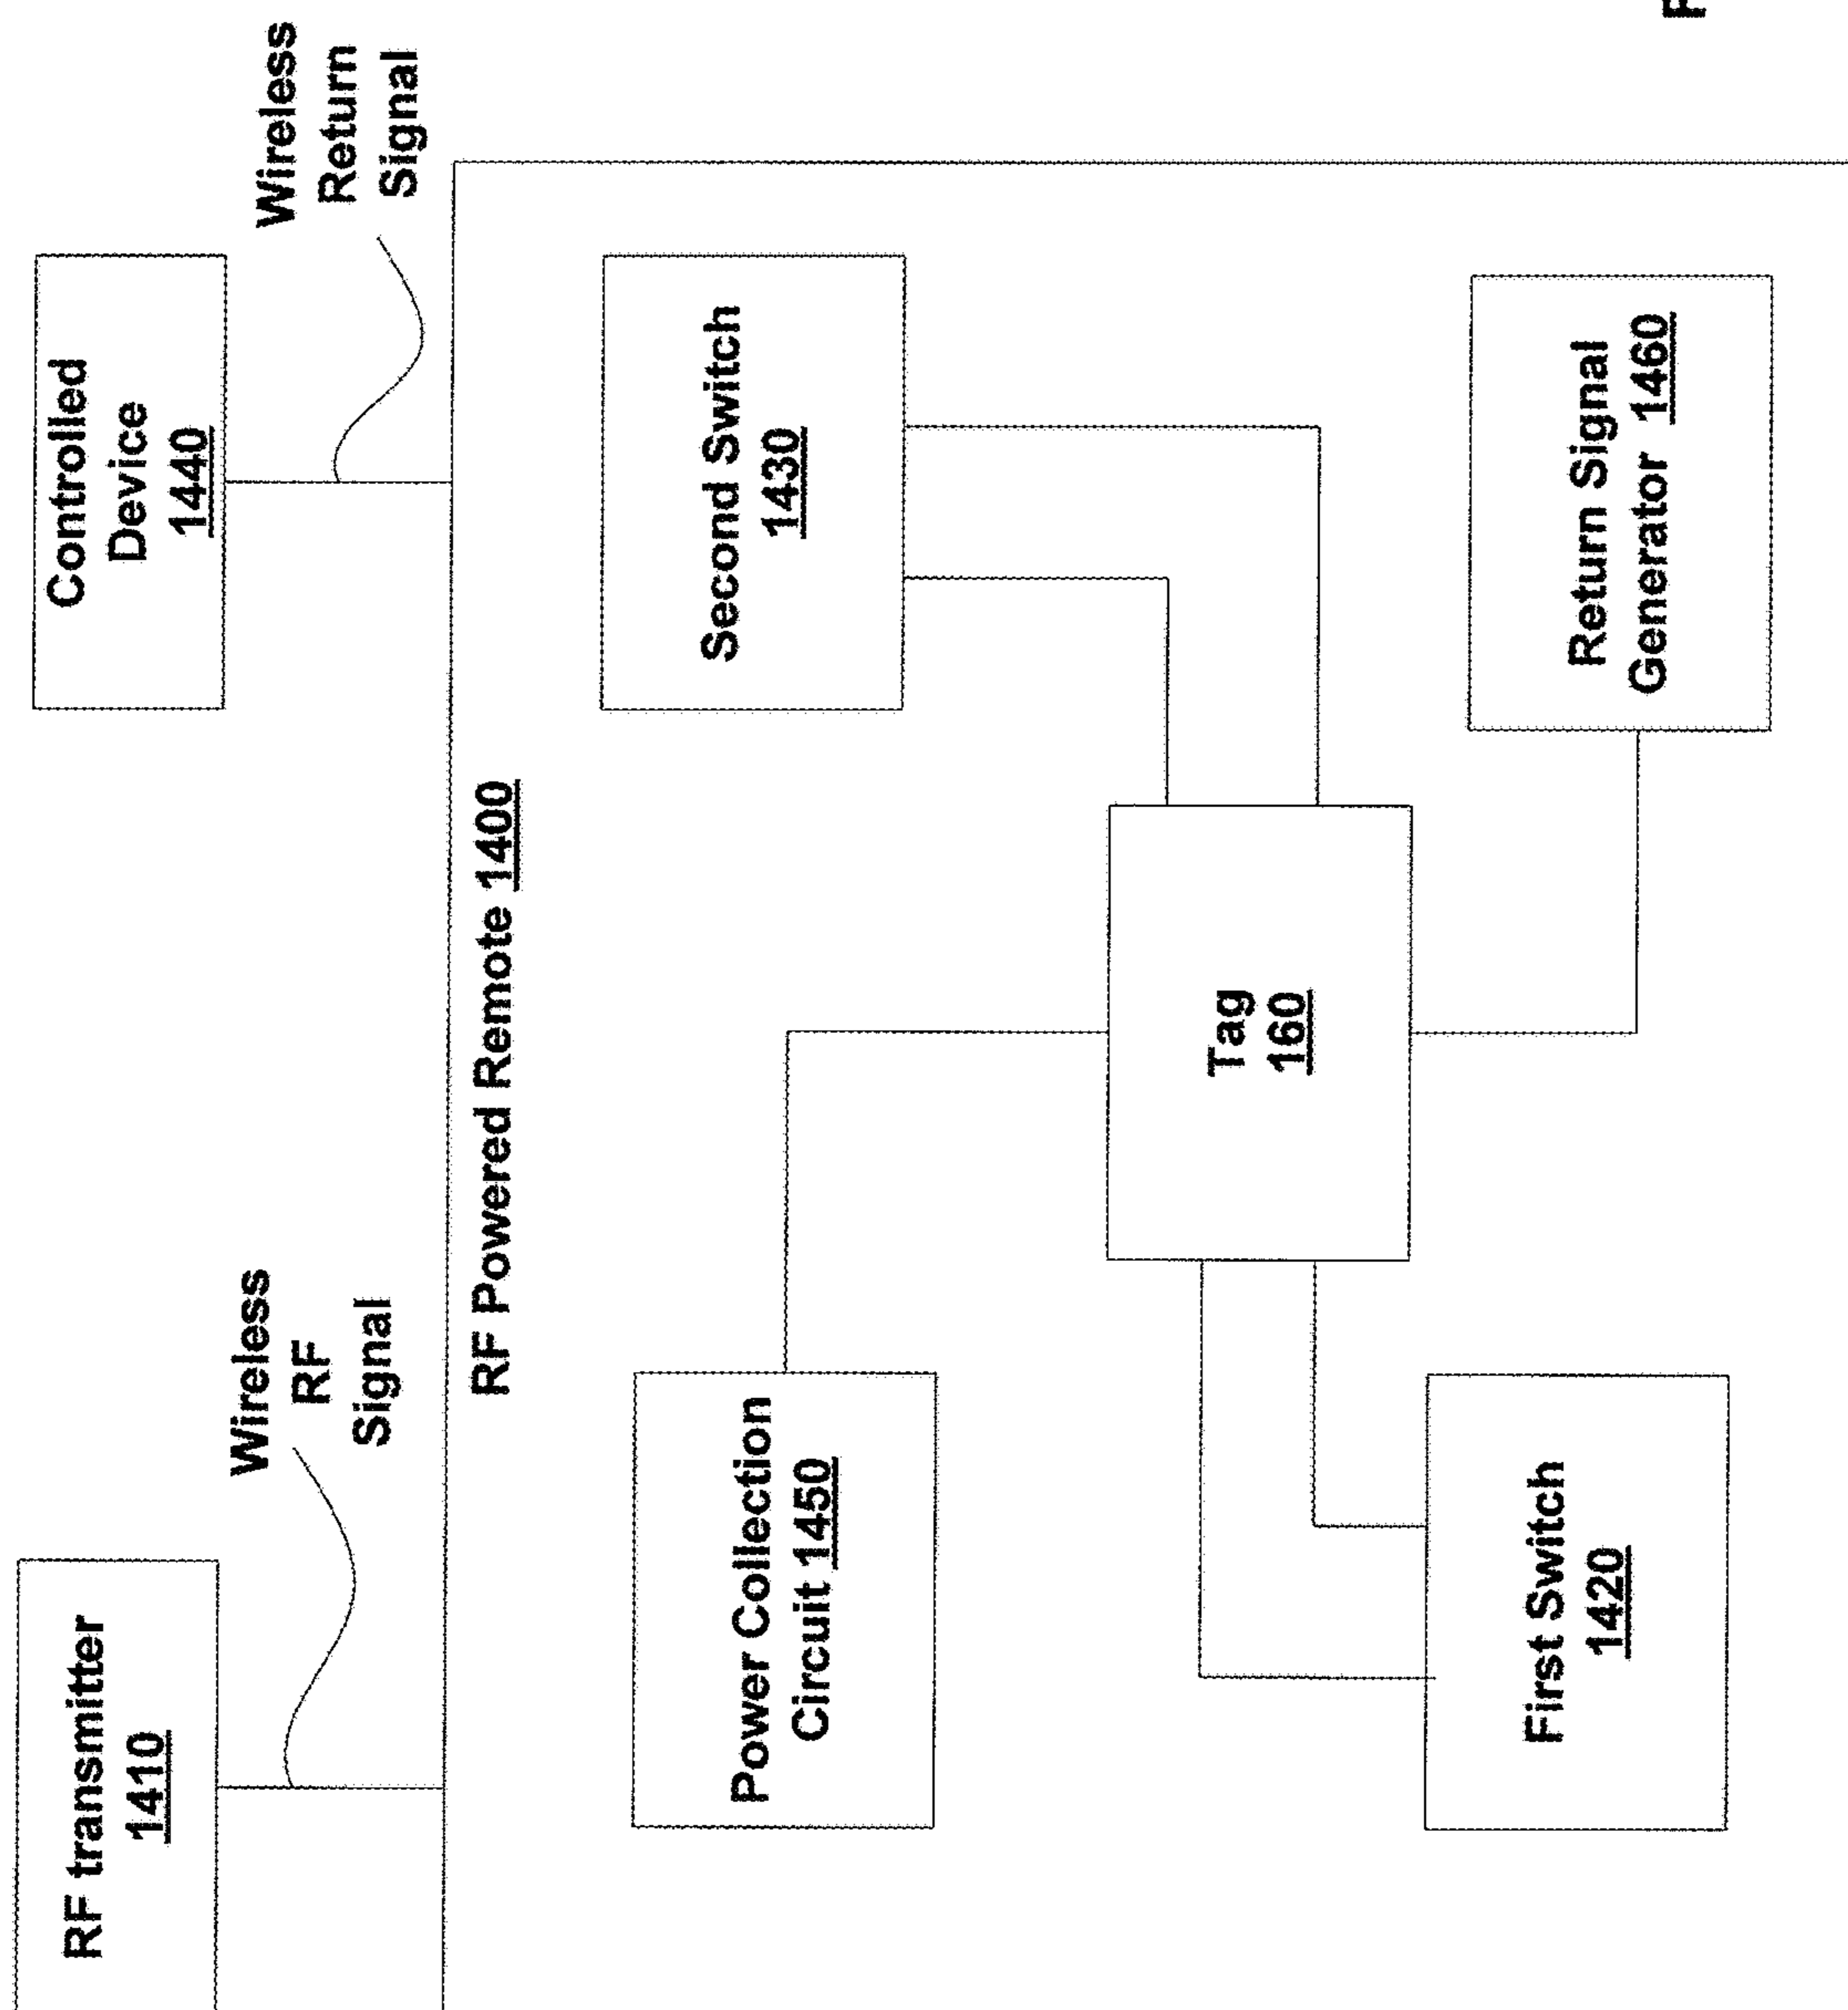 RF transmitter
1410
Wireless
RF
Signal
Controlled
Device
1440
Wireless
Return
Signal
RF Powered Remote 1400
Power Collection
Circuit 1450
Second Switch
1430
Tag
160
First Switch
1420
Return Signal
Generator 1460